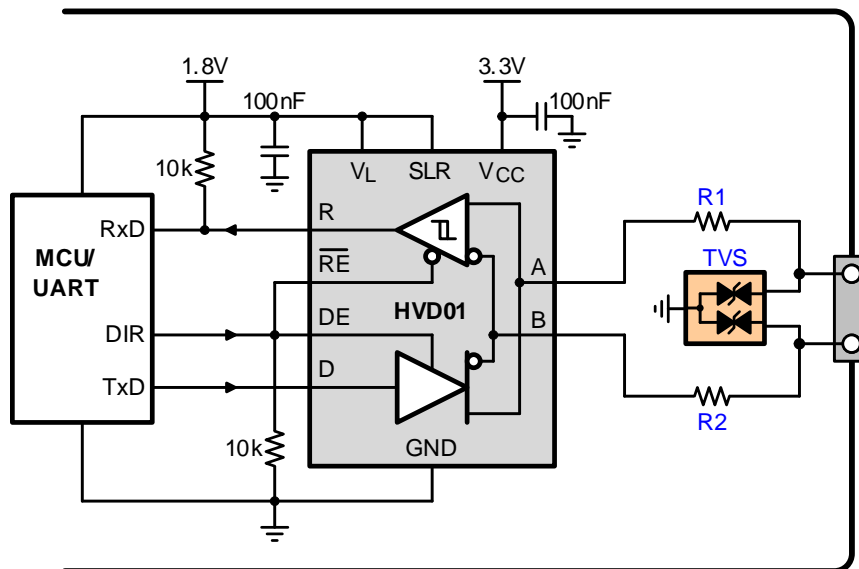 1.8V
3.3V
100nF
100nF
10k
VL
SLR
VCC
R1
RxD
R
TVS
MCU/
UART
RE
A
HVD01
DIR
DE
B
TxD
D
R2
10k
GND